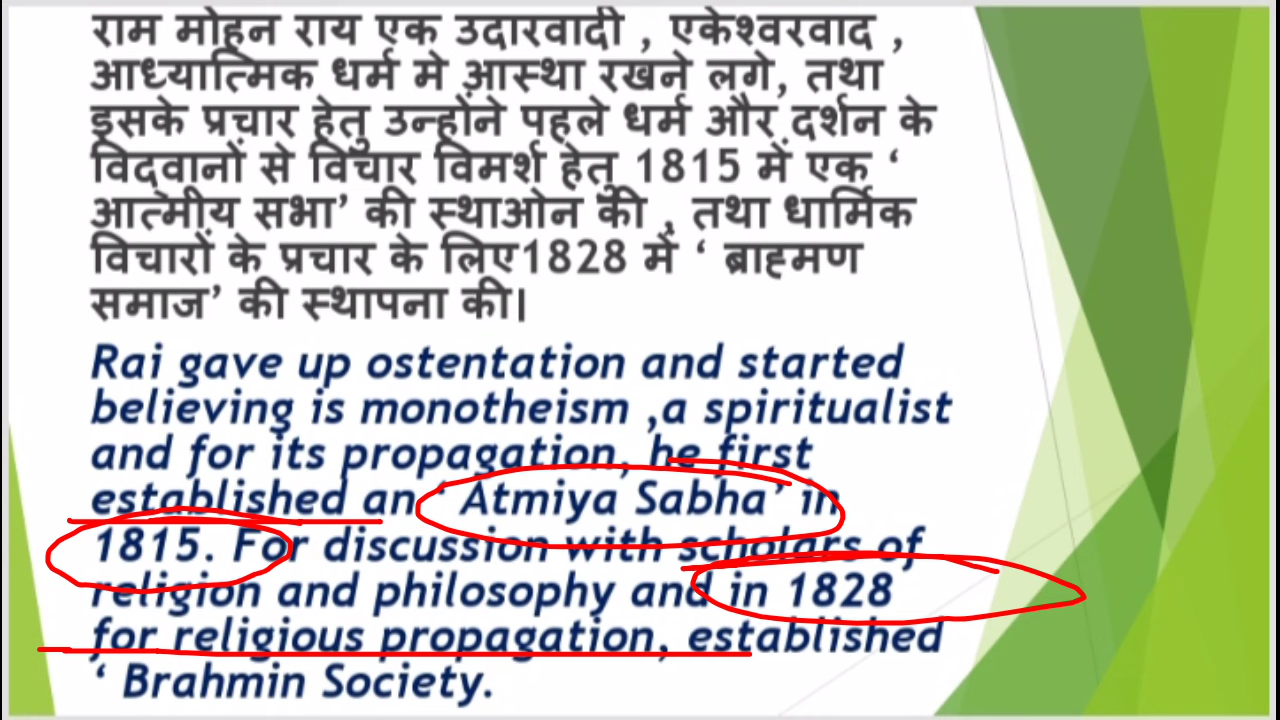 राम मोहन राय एक उदारवादी , एकेश्वरवाद ,
आध्यात्मिक धर्म मे आस्था रखने लगे, तथा
इसके प्रचार हेतु उन्होंने पहले धर्म और दर्शन के
विद्वानों से विचार विमर्श हेतु 1815 में एक ‘
आत्मीय सभा’ की स्थाओन की , तथा धार्मिक
विचारों के प्रचार के लिए1828 में ‘ ब्राह्मण
समाज’ की स्थापना की।
Rai gave up ostentation and started
believing is monotheism ,a spiritualist
and for its propagation, he first
established an ‘ Atmiya Sabha’ in
1815. For discussion with scholars of
religion and philosophy and in 1828
for religious propagation, established
‘ Brahmin Society.